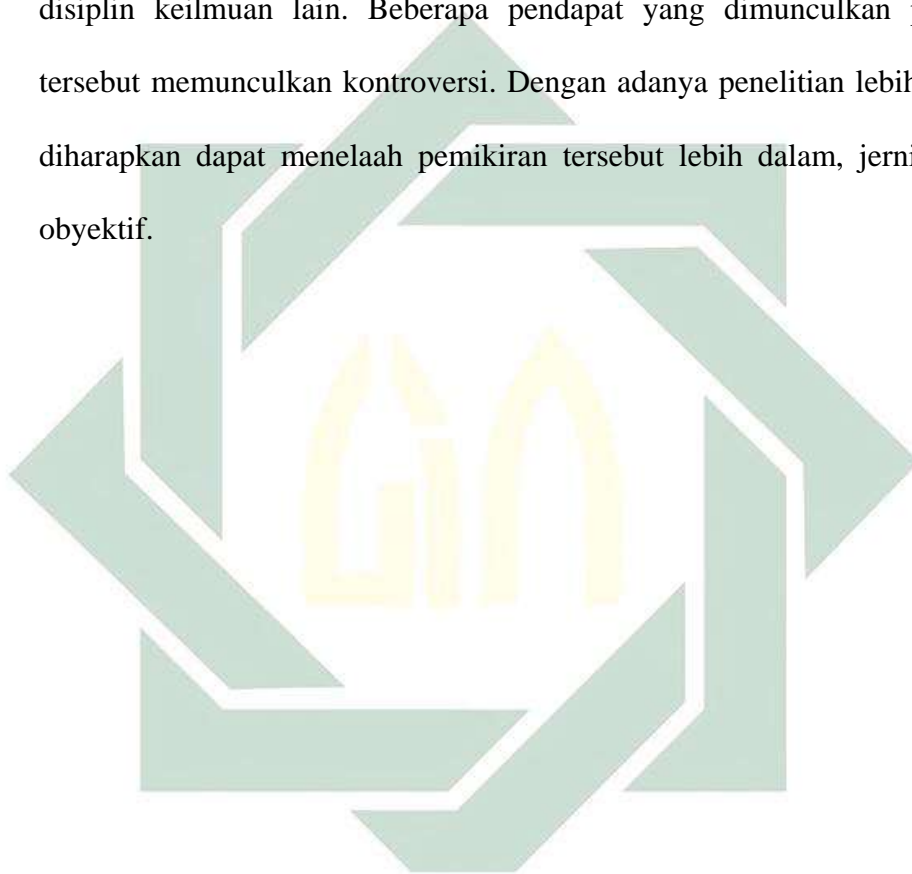 disiplin keilmuan lain. Beberapa pendapat yang dimunculkan
tersebut memunculkan kontroversi. Dengan adanya penelitian lebih
diharapkan dapat menelaah pemikiran tersebut lebih dalam,
obyektif.